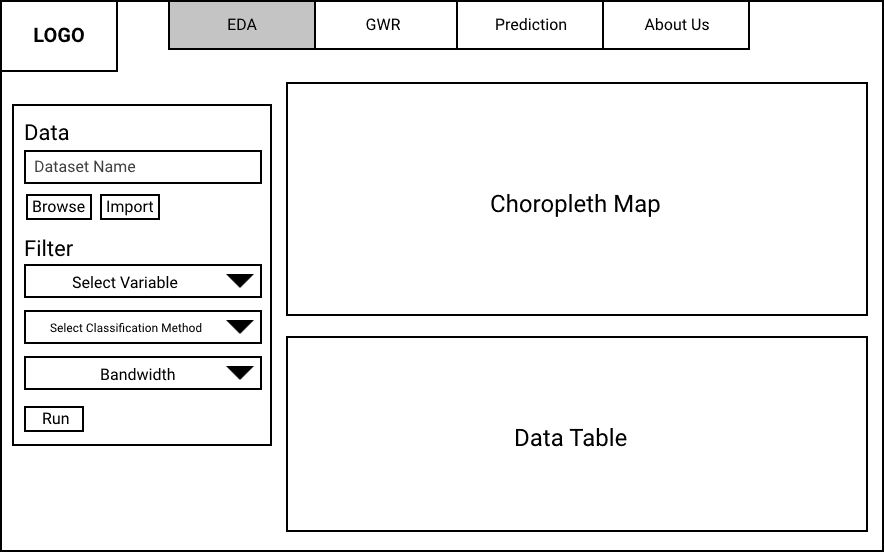 LOGO
EDA
GWR
Prediction
About Us
Data
Dataset Name
Browse
Import
Filter
Select Variable
Select Classification Method
Bandwidth
Run
Choropleth Map
Data Table